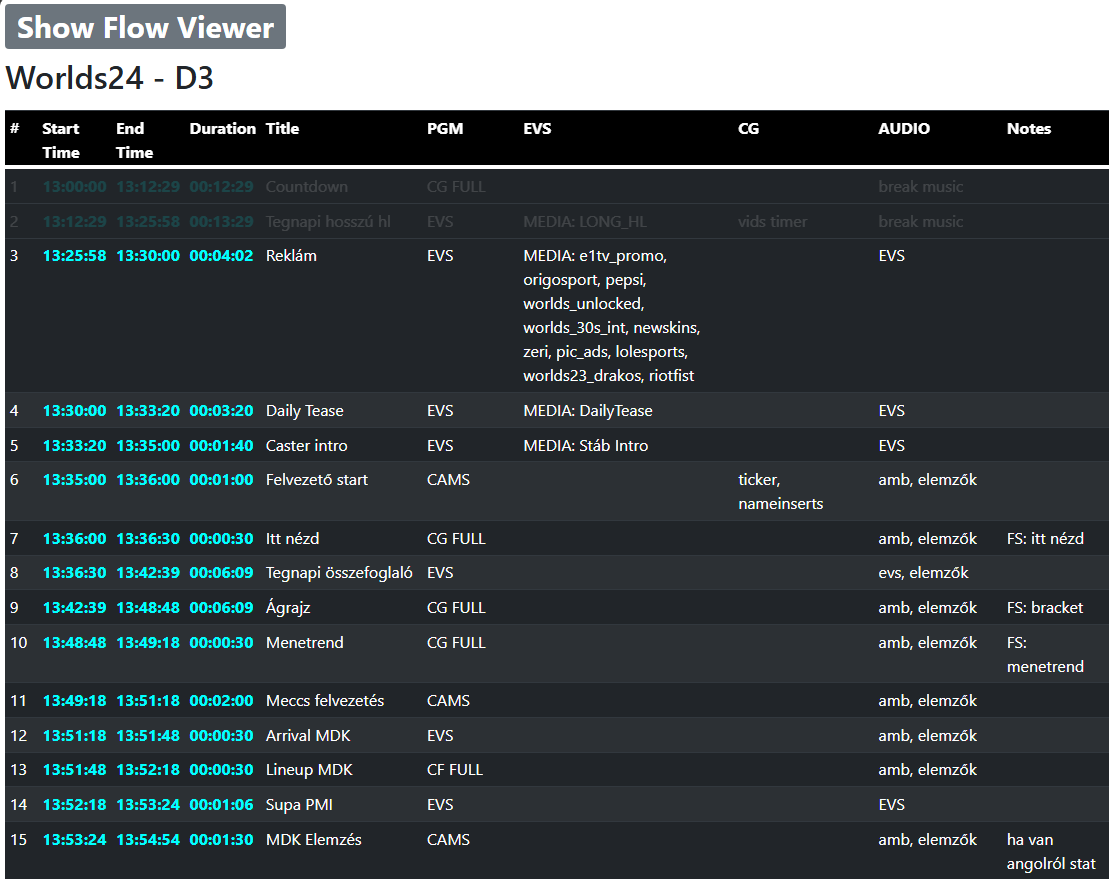 Show Flow Viewer
Worlds24 - D3
# Start Time End Time Duration Title PGM EVS CG AUDIO Notes
1 13:00:00 13:12:29 00:12:29 Countdown CG FULL break music
2 13:12:29 13:25:58 00:13:29 Tegnapi hosszú hl EVS MEDIA: LONG_HL vids timer break music
3 13:25:58 13:30:00 00:04:02 Reklám EVS MEDIA: e1tv_promo, EVS
origosport, pepsi,
worlds_unlocked,
worlds_30s_int, newskins,
zeri, pic_ads, lolesports,
worlds23_drakos, riotfist
4 13:30:00 13:33:20 00:03:20 Daily Tease EVS MEDIA: DailyTease EVS
5 13:33:20 13:35:00 00:01:40 Caster intro EVS MEDIA: Stáb Intro EVS
6 13:35:00 13:36:00 00:01:00 Felvezető start CAMS ticker, amb, elemzők
nameinserts
7 13:36:00 13:36:30 00:00:30 Itt nézd CG FULL amb, elemzők FS: itt nézd
8 13:36:30 13:42:39 00:06:09 Tegnapi összefoglaló EVS evs, elemzők
9 13:42:39 13:48:48 00:06:09 Ágrajz CG FULL amb, elemzők FS: bracket
10 13:48:48 13:49:18 00:00:30 Menetrend CG FULL amb, elemzők FS:
menetrend
11 13:49:18 13:51:18 00:02:00 Meccs felvezetés CAMS amb, elemzők
12 13:51:18 13:51:48 00:00:30 Arrival MDK EVS amb, elemzők
13 13:51:48 13:52:18 00:00:30 Lineup MDK CF FULL amb, elemzők
14 13:52:18 13:53:24 00:01:06 Supa PMI EVS EVS
15 13:53:24 13:54:54 00:01:30 MDK Elemzés CAMS amb, elemzők ha van
angolról stat